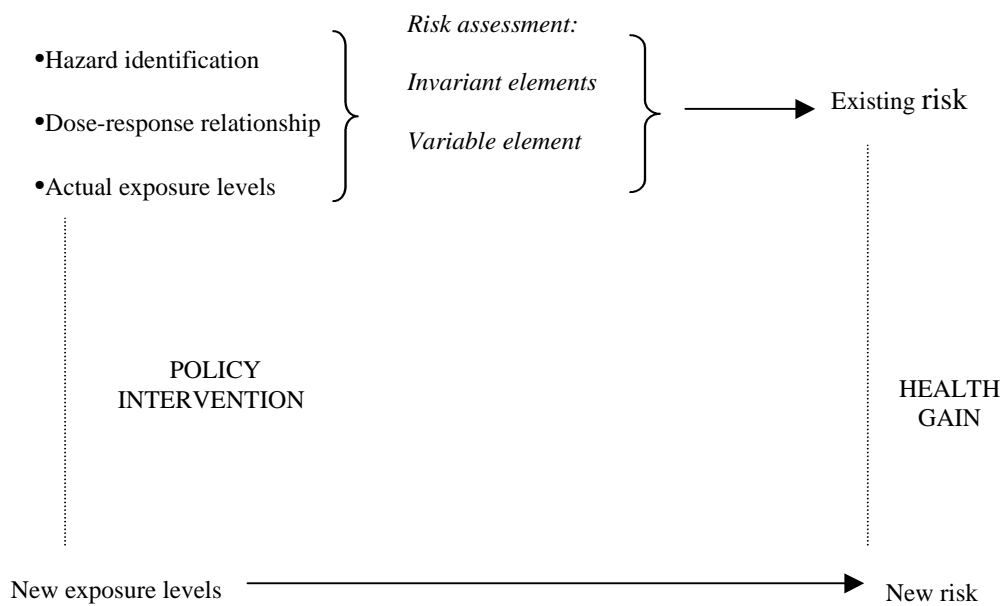 •Hazard identification
•Dose-response relationship
•Actual exposure levels
Risk assessment:
Invariant elements
Variable element
Existing risk
POLICY
INTERVENTION
HEALTH
GAIN
New exposure levels
New risk